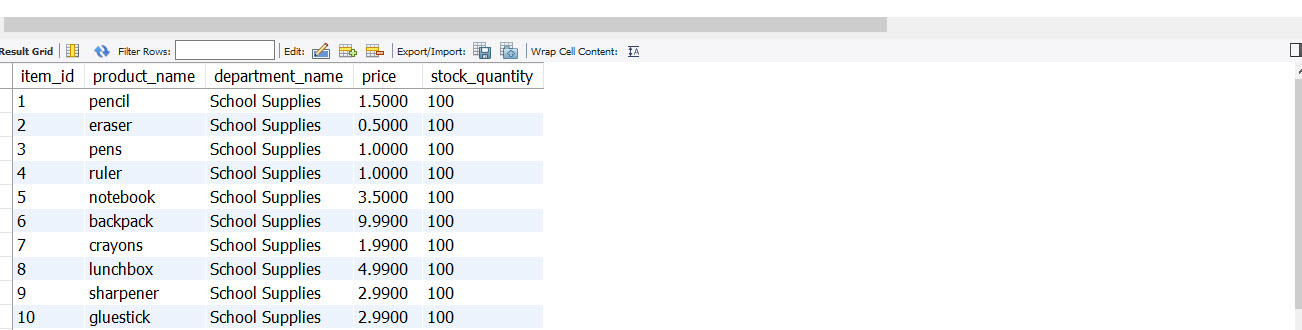 Result Grid Filter Rows: Edit: Export/Import: Wrap Cell Content: IA
item_id product_name department_name price stock_quantity
1 pencil School Supplies 1.5000 100
2 eraser School Supplies 0.5000 100
3 pens School Supplies 1.0000 100
4 ruler School Supplies 1.0000 100
5 notebook School Supplies 3.5000 100
6 backpack School Supplies 9.9900 100
7 crayons School Supplies 1.9900 100
8 lunchbox School Supplies 4.9900 100
9 sharpener School Supplies 2.9900 100
10 gluestick School Supplies 2.9900 100